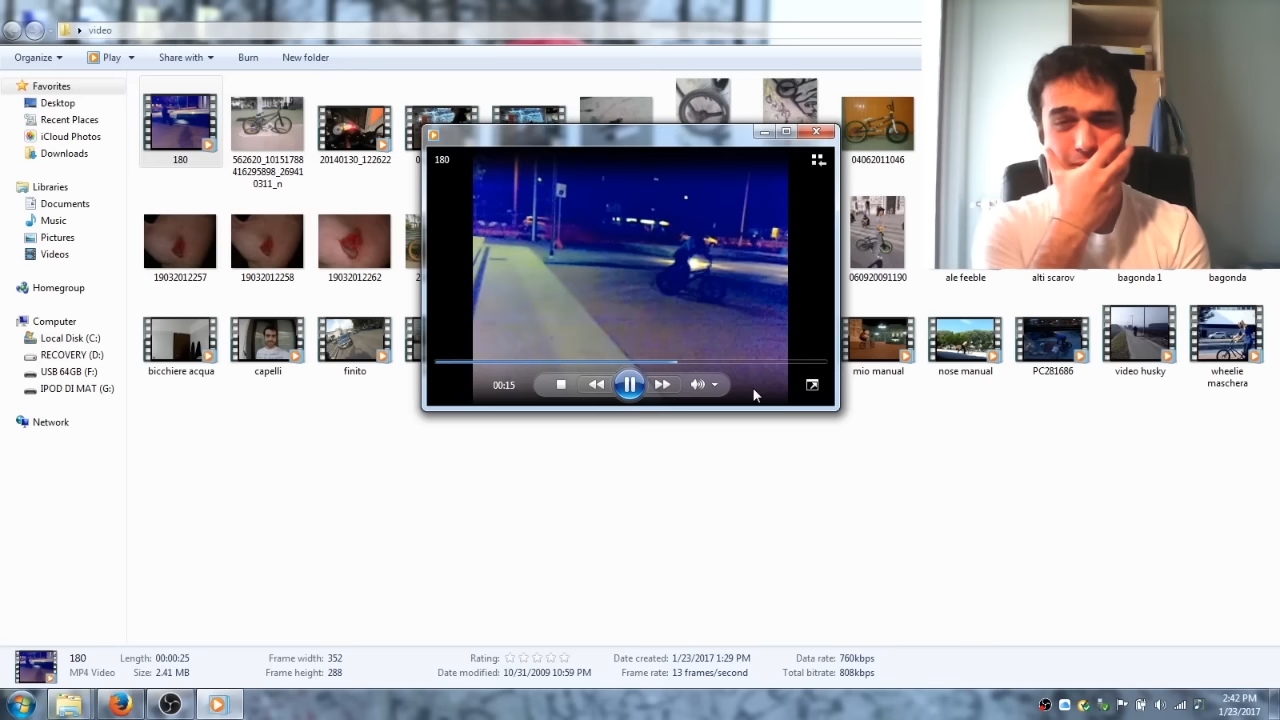 video
Organize
Play
Share with
Burn
New folder
Favorites
Desktop
Recent Places
iCloud Photos
Downloads
Libraries
Documents
Music
Pictures
Videos
Homegroup
Computer
Local Disk (C:)
RECOVERY (D:)
USB 64GB (F:)
IPOD DI MAT (G:)
Network
180
562620_10151788
416295898_26941
0311_n
20140130_122622
04062011046
19032012257
19032012258
19032012262
060920091190
ale feeble
alti scarov
bagonda 1
bagonda
bicchiere acqua
capelli
finito
mio manual
nose manual
PC281686
video husky
wheelie
maschera
180
00:15
180
MP4 Video
Length: 00:00:25
Size: 2.41 MB
Frame width: 352
Frame height: 288
Rating:
Date modified: 10/31/2009 10:59 PM
Date created: 1/23/2017 1:29 PM
Frame rate: 13 frames/second
Data rate: 760kbps
Total bitrate: 808kbps
2:42 PM
1/23/2017